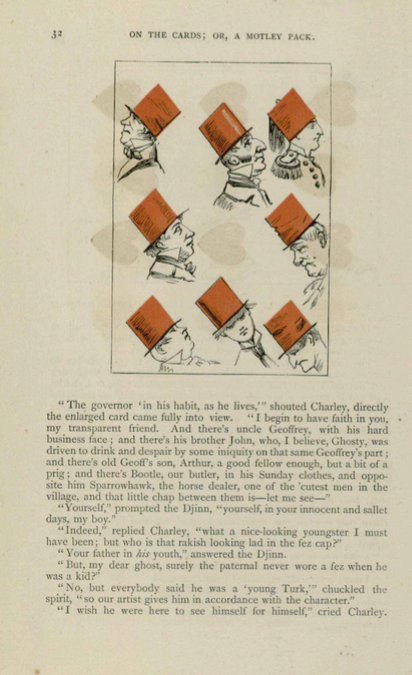 32 ON THE CARDS; OR, A MOTLEY PACK.
"The governor 'in his habit, as he lives,'" shouted Charley, directly
the enlarged card came fully into view. "I begin to have faith in you,
my transparent friend. And there's uncle Geoffrey, with his hard
business face; and there's his brother John, who, I believe, Ghosty, was
driven to drink and despair by some iniquity on that same Geoffrey's part;
and there's old Geoff's son, Arthur, a good fellow enough, but a bit of a
prig; and there's Bootle, our butler, in his Sunday clothes, and oppo-
site him Sparrowhawk, the horse dealer, one of the 'cutest men in the
village, and that little chap between them is—let me see—"
"Yourself," prompted the Djinn, "yourself, in your innocent and sallet
days, my boy."
"Indeed," replied Charley, "what a nice-looking youngster I must
have been; but who is that rakish looking lad in the fez cap?"
"Your father in his youth," answered the Djinn.
"But, my dear ghost, surely the paternal never wore a fez when he
was a kid?"
"No, but everybody said he was a 'young Turk,'" chuckled the
spirit, "so our artist gives him in accordance with the character."
"I wish he were here to see himself for himself," cried Charley.